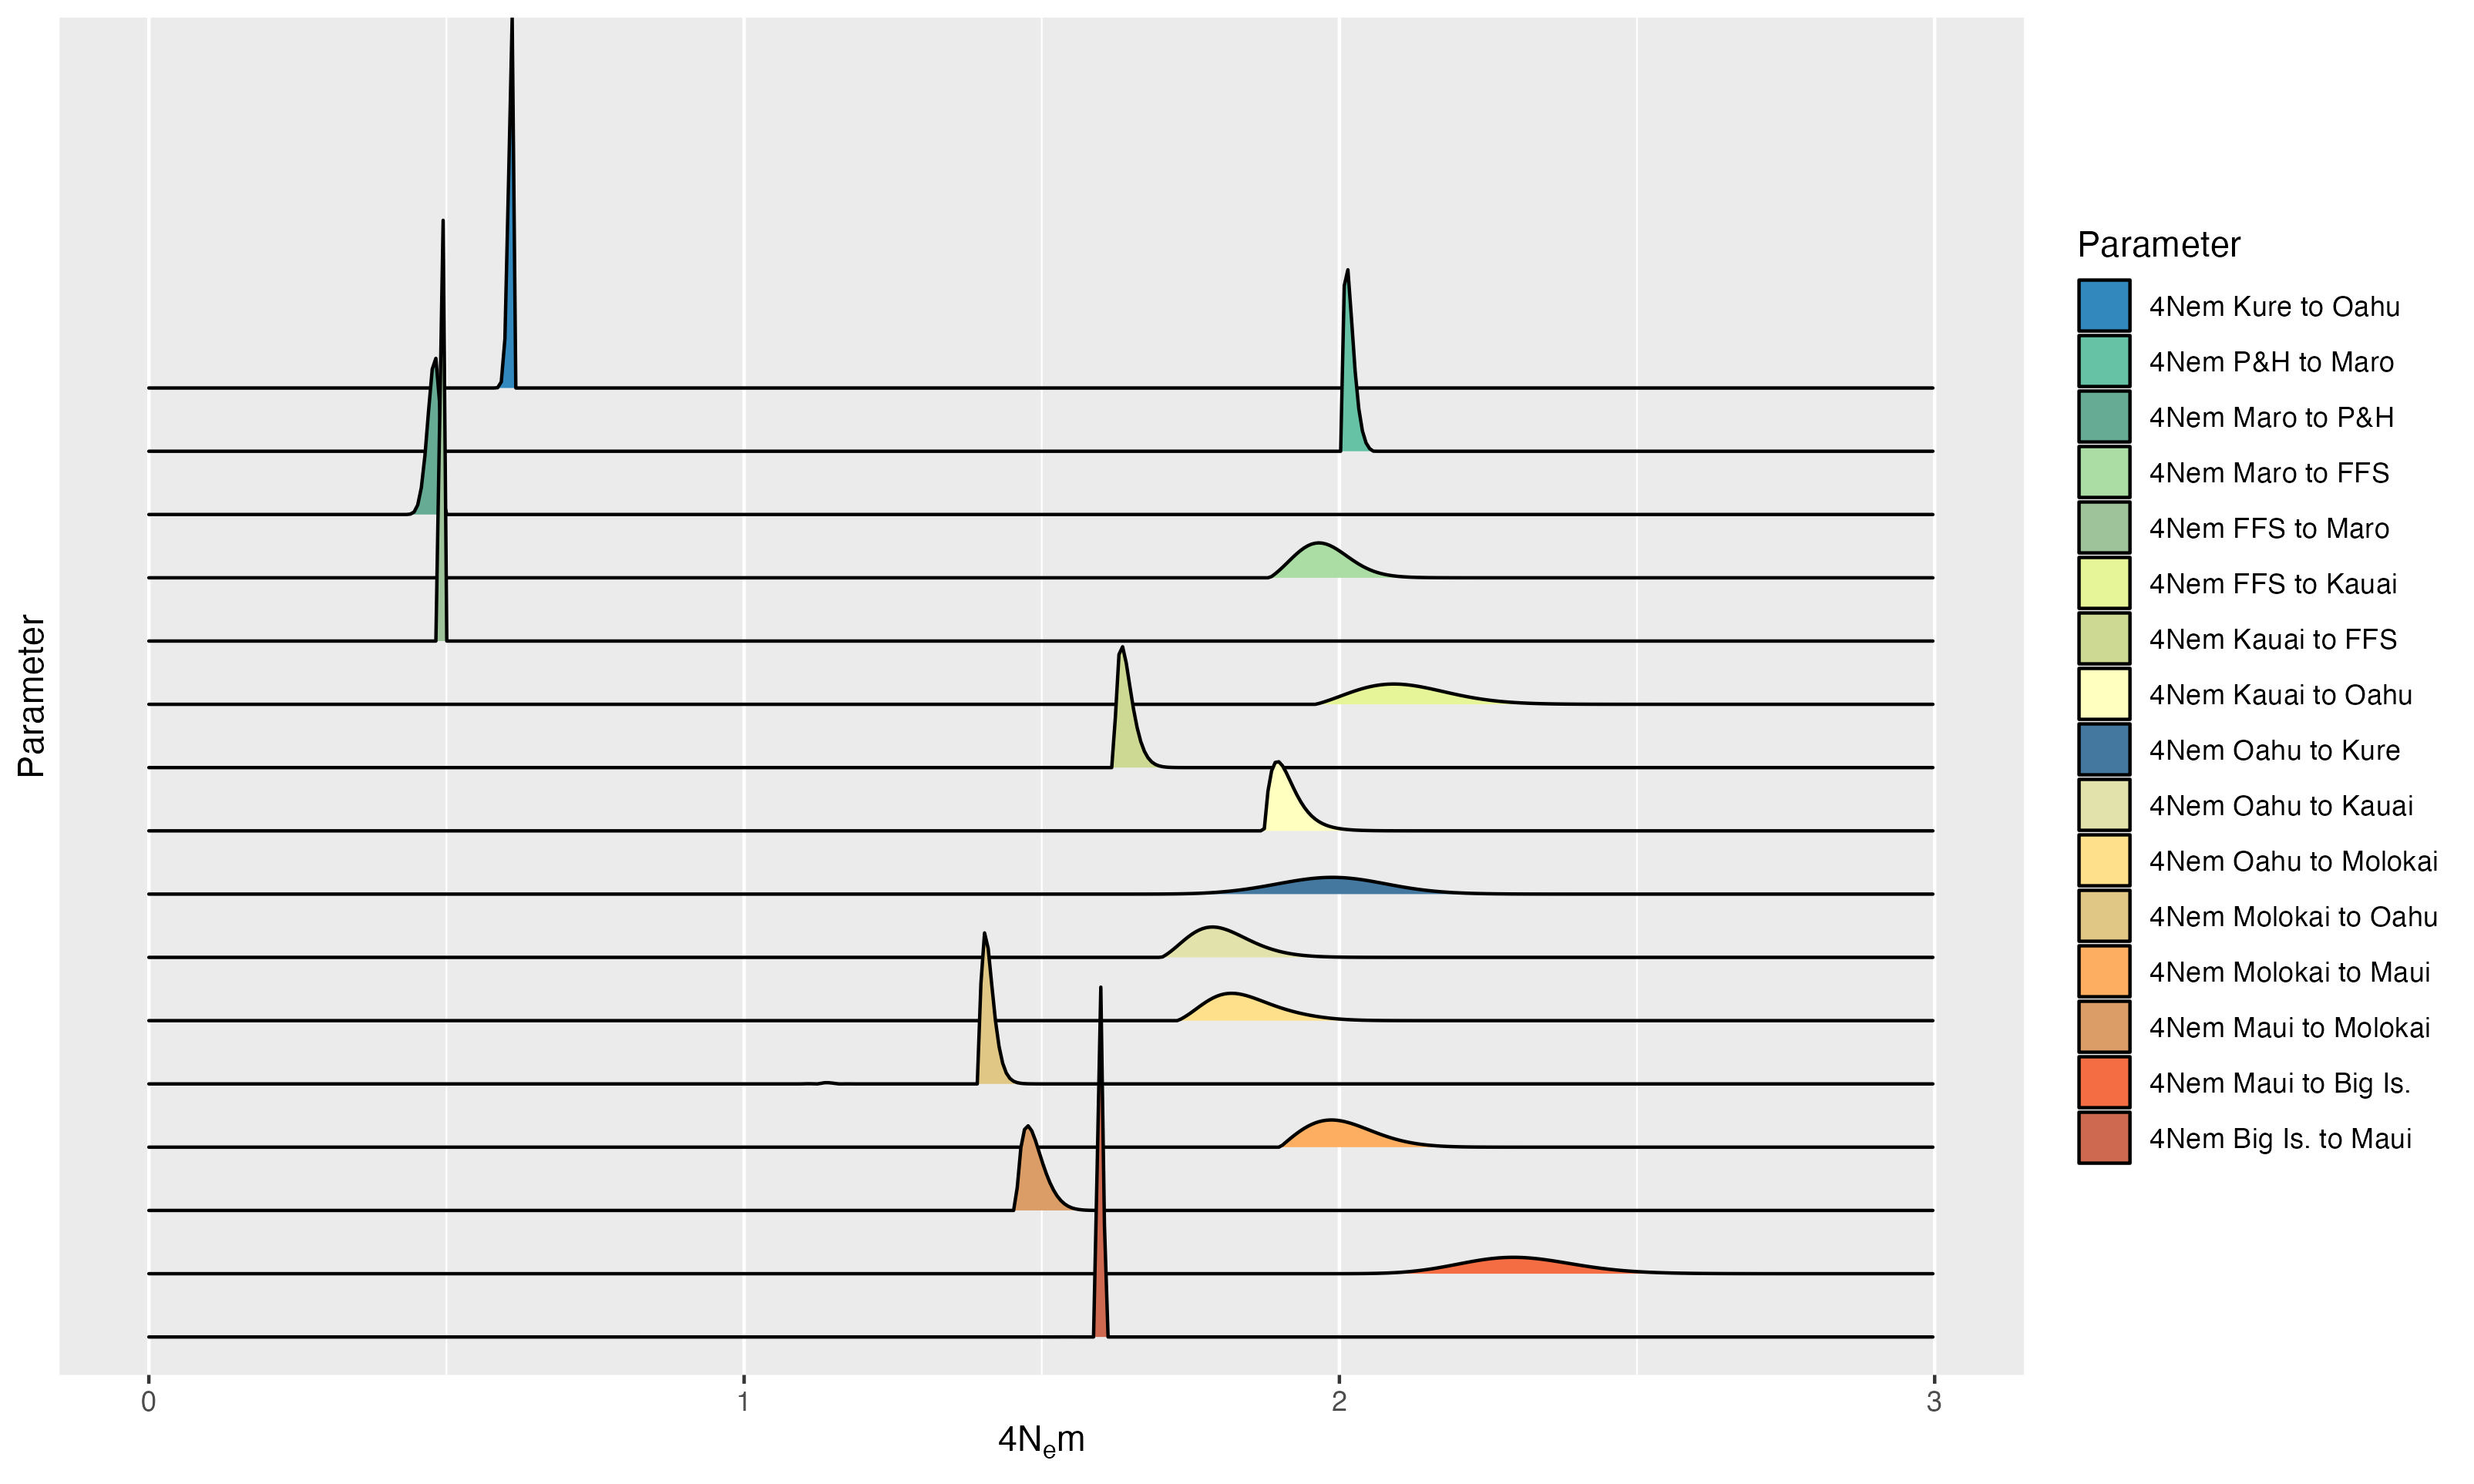 Parameter
0
1
2
3
4Nₑm
Parameter
4Nem Kure to Oahu
4Nem P&H to Maro
4Nem Maro to P&H
4Nem Maro to FFS
4Nem FFS to Maro
4Nem FFS to Kauai
4Nem Kauai to FFS
4Nem Kauai to Oahu
4Nem Oahu to Kure
4Nem Oahu to Kauai
4Nem Oahu to Molokai
4Nem Molokai to Oahu
4Nem Molokai to Maui
4Nem Maui to Molokai
4Nem Maui to Big Is.
4Nem Big Is. to Maui